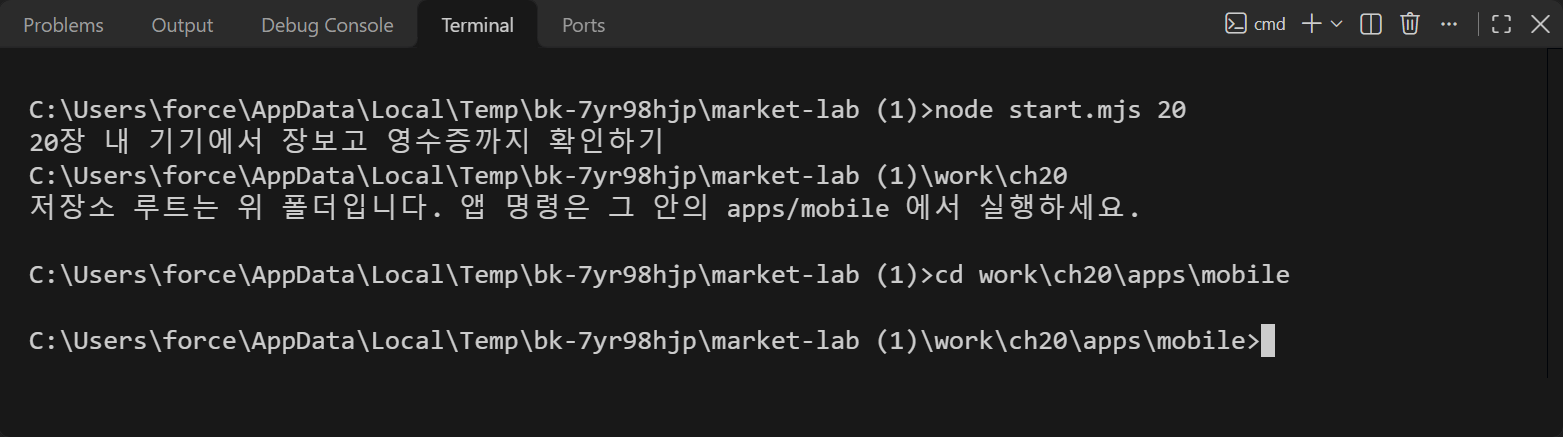 Problems Output Debug Console Terminal Ports cmd
C:\Users\force\AppData\Local\Temp\bk-7yr98hjp\market-lab (1)>node start.mjs 20
20장 내 기기에서 장보고 영수증까지 확인하기
C:\Users\force\AppData\Local\Temp\bk-7yr98hjp\market-lab (1)\work\ch20
저장소 루트는 위 폴더입니다. 앱 명령은 그 안의 apps/mobile 에서 실행하세요.
C:\Users\force\AppData\Local\Temp\bk-7yr98hjp\market-lab (1)>cd work\ch20\apps\mobile
C:\Users\force\AppData\Local\Temp\bk-7yr98hjp\market-lab (1)\work\ch20\apps\mobile>